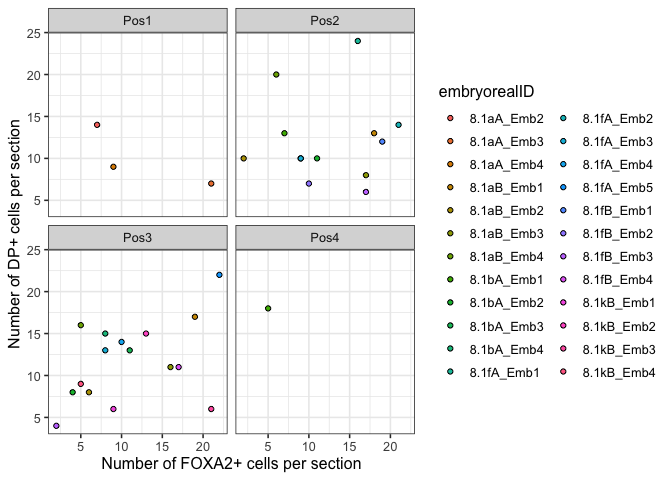 Pos1
Pos2
25
20
15
10
5
Pos3
Pos4
25
20
15
10
5
5
10
15
20
5
10
15
20
Number of FOXA2+ cells per section
Number of DP+ cells per section
embryorealID
8.1aA_Emb2
8.1aA_Emb3
8.1aA_Emb4
8.1aB_Emb1
8.1aB_Emb2
8.1aB_Emb3
8.1aB_Emb4
8.1bA_Emb1
8.1bA_Emb2
8.1bA_Emb3
8.1bA_Emb4
8.1fA_Emb1
8.1fA_Emb2
8.1fA_Emb3
8.1fA_Emb4
8.1fA_Emb5
8.1fB_Emb1
8.1fB_Emb2
8.1fB_Emb3
8.1fB_Emb4
8.1kB_Emb1
8.1kB_Emb2
8.1kB_Emb3
8.1kB_Emb4